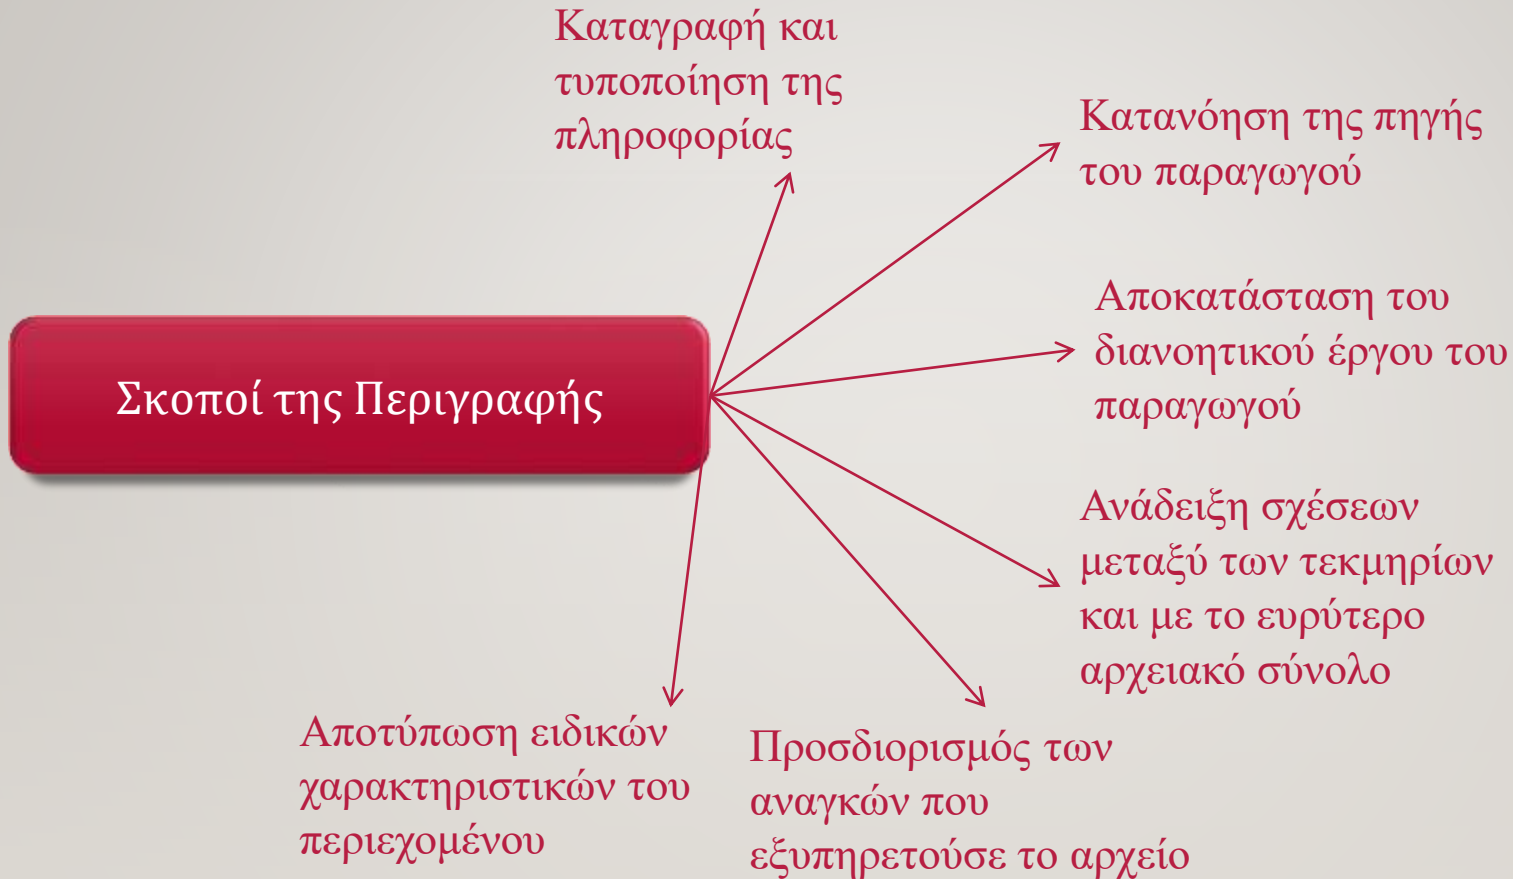 Καταγραφή και
τυποποίηση της
πληροφορίας
Κατανόηση της πηγής
του παραγωγού
Αποκατάσταση του
διανοητικού έργου του
παραγωγού
Σκοποί της Περιγραφής
Ανάδειξη σχέσεων
μεταξύ των τεκμηρίων
και με το ευρύτερο
αρχειακό σύνολο
Αποτύπωση ειδικών
χαρακτηριστικών του
περιεχομένου
Προσδιορισμός των
αναγκών που
εξυπηρετούσε το αρχείο